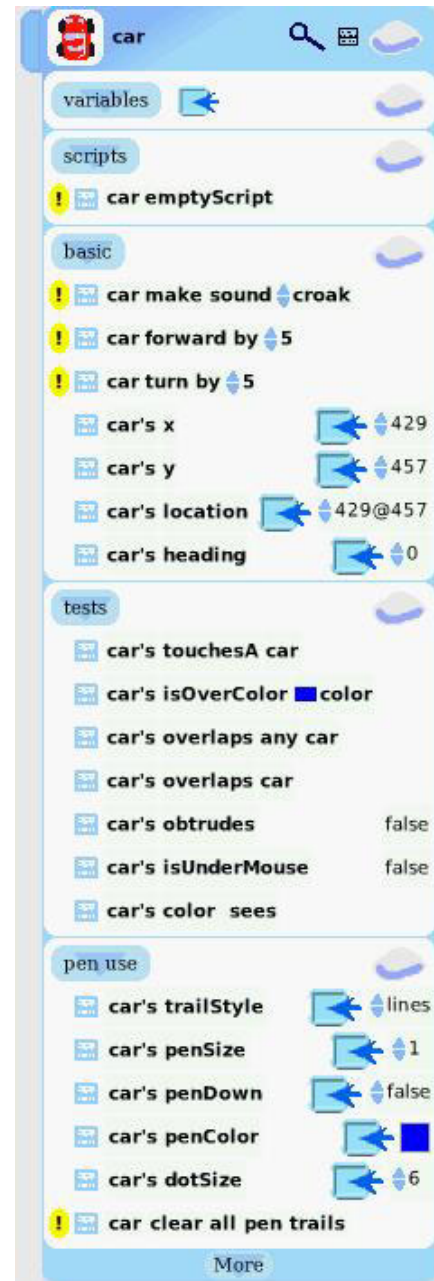 car
variables
scripts
! car emptyScript
basic
! car make sound croak
! car forward by 5
! car turn by 5
car's x 429
car's y 457
car's location 429@457
car's heading 0
tests
car's touchesA car
car's isOverColor color
car's overlaps any car
car's overlaps car
car's obtrudes false
car's isUnderMouse false
car's color sees
pen use
car's trailStyle lines
car's penSize 1
car's penDown false
car's penColor
car's dotSize 6
! car clear all pen trails
More